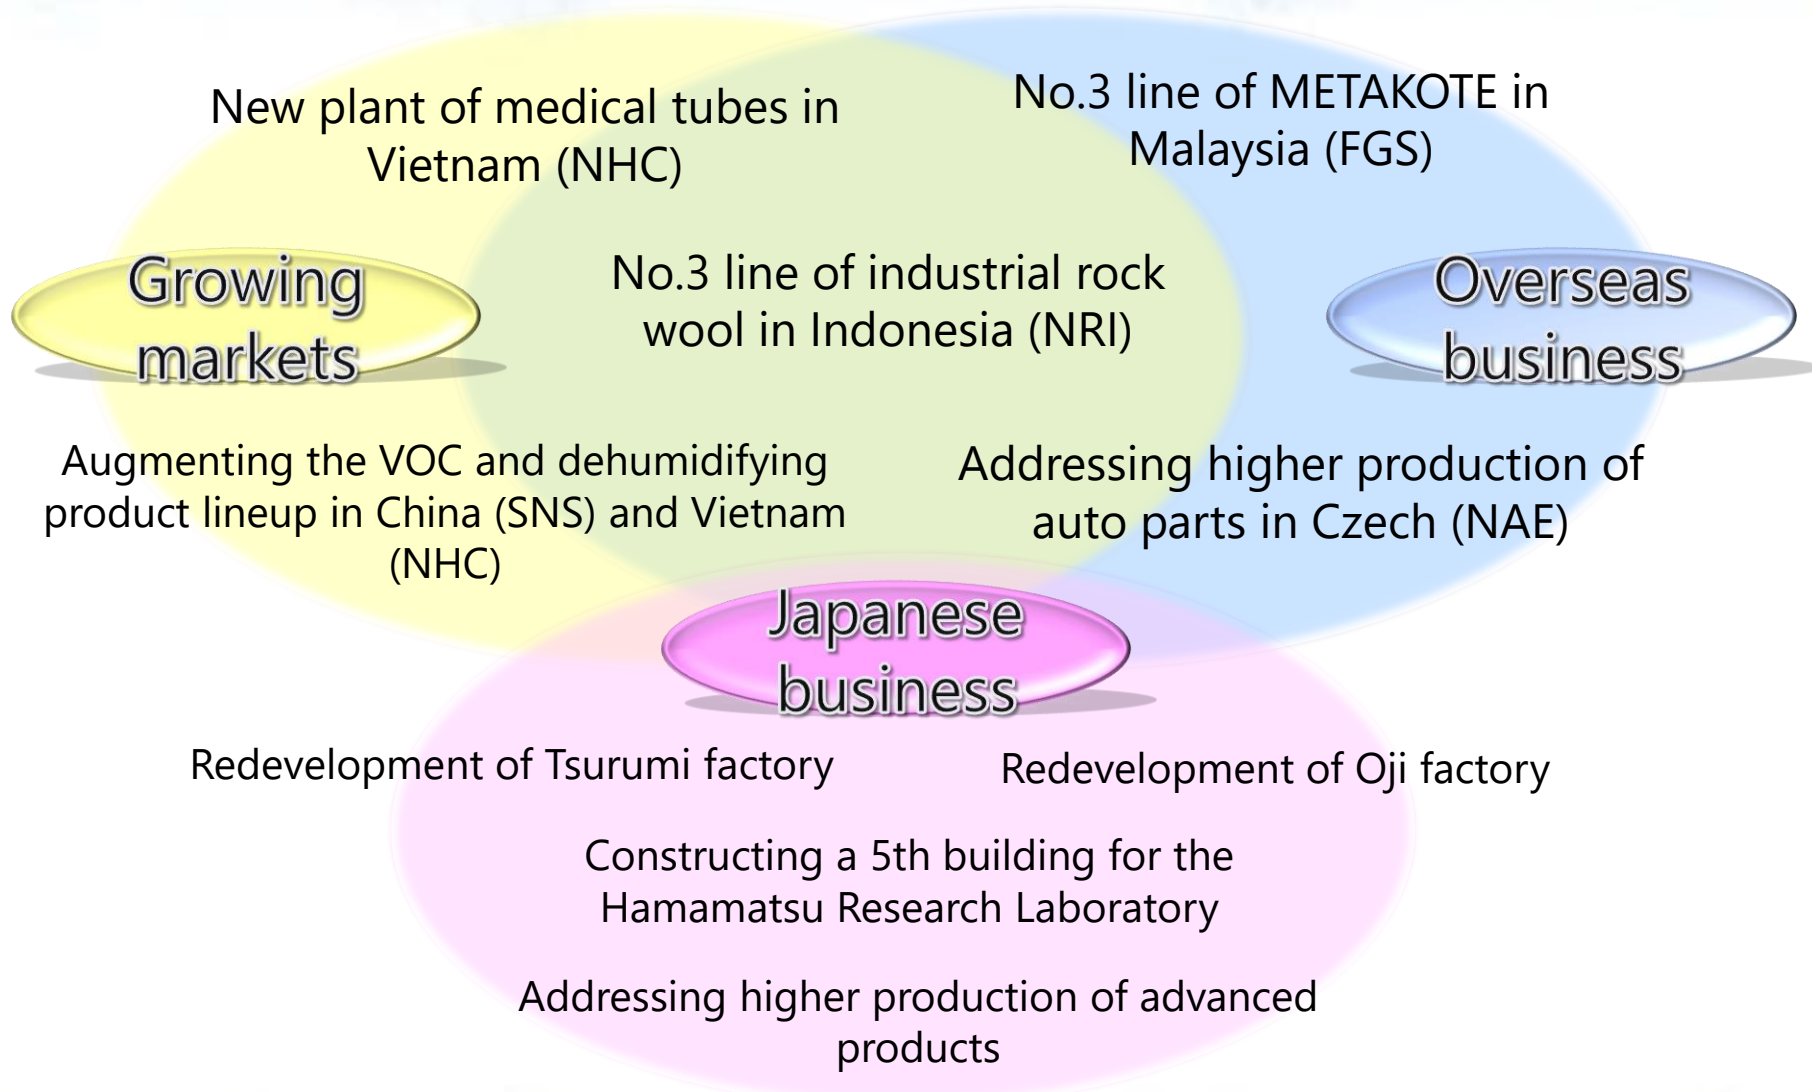 New plant of medical tubes in
Vietnam (NHC)
No.3 line of METAKOTE in
Malaysia (FGS)
Growing
markets
No.3 line of industrial rock
wool in Indonesia (NRI)
Overseas
business
Augmenting the VOC and dehumidifying
product lineup in China (SNS) and Vietnam
(NHC)
Addressing higher production of
auto parts in Czech (NAE)
Japanese
business
Redevelopment of Tsurumi factory
Redevelopment of Oji factory
Constructing a 5th building for the
Hamamatsu Research Laboratory
Addressing higher production of advanced
products